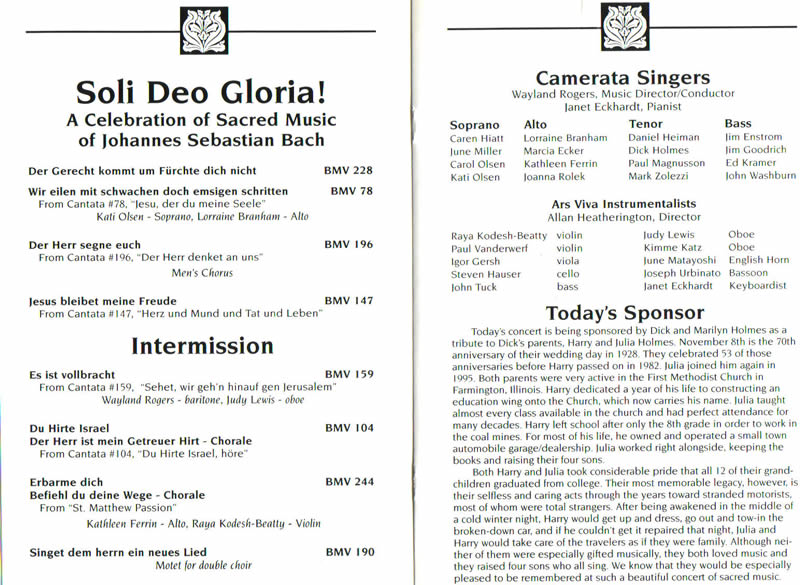 Soli Deo Gloria!
A Celebration of Sacred Music
of Johannes Sebastian Bach
Der Gerecht kommt um Fürchte dich nicht BMV 228
Wir eilen mit schwachen doch emsigen schritten BMV 78
From Cantata #78, "Jesu, der du meine Seele"
Kati Olsen - Soprano, Lorraine Branham - Alto
Der Herr segne euch BMV 196
From Cantata #196, "Der Herr denket an uns"
Men's Chorus
Jesus bleibet meine Freude BMV 147
From Cantata #147, "Herz und Mund und Tat und Leben"
Intermission
Es ist vollbracht BMV 159
From Cantata #159, "Sehet, wir geh'n hinauf gen Jerusalem"
Wayland Rogers - baritone, Judy Lewis - oboe
Du Hirte Israel BMV 104
Der Herr ist mein Getreuer Hirt - Chorale
From Cantata #104, "Du Hirte Israel, höre"
Erbarme dich BMV 244
Befiehl du deine Wege - Chorale
From "St. Matthew Passion"
Kathleen Ferrin - Alto, Raya Kodesh-Beatty - Violin
Singet dem herrn ein neues Lied BMV 190
Motet for double choir
Camerata Singers
Wayland Rogers, Music Director/Conductor
Janet Eckhardt, Pianist
Soprano Alto Tenor Bass
Caren Hiatt Lorraine Branham Daniel Heiman Jim Enstrom
June Miller Marcia Ecker Dick Holmes Jim Goodrich
Carol Olsen Kathleen Ferrin Paul Magnusson Ed Kramer
Kati Olsen Joanna Rolek Mark Zolezzi John Washburn
Ars Viva Instrumentalists
Allan Heatherington, Director
Raya Kodesh-Beatty violin Judy Lewis Oboe
Paul Vanderwerf violin Kimme Katz Oboe
Igor Gersh viola June Matayoshi English Horn
Steven Hauser cello Joseph Urbinato Bassoon
John Tuck bass Janet Eckhardt Keyboardist
Today's Sponsor
Today's concert is being sponsored by Dick and Marilyn Holmes as a
tribute to Dick's parents, Harry and Julia Holmes. November 8th is the 70th
anniversary of their wedding day in 1928. They celebrated 53 of those
anniversaries before Harry passed on in 1982. Julia joined him again in
1995. Both parents were very active in the First Methodist Church in
Farmington, Illinois. Harry dedicated a year of his life to constructing an
education wing onto the Church, which now carries his name. Julia taught
almost every class available in the church and had perfect attendance for
many decades. Harry left school after only the 8th grade in order to work in
the coal mines. For most of his life, he owned and operated a small town
automobile garage/dealership. Julia worked right alongside, keeping the
books and raising their four sons.
Both Harry and Julia took considerable pride that all 12 of their grand-
children graduated from college. Their most memorable legacy, however, is
their selfless and caring acts through the years toward stranded motorists,
most of whom were total strangers. After being awakened in the middle of
a cold winter night, Harry would get up and dress, go out and tow-in the
broken-down car, and if he couldn't get it repaired that night, Julia and
Harry would take care of the travelers as if they were family. Although nei-
ther of them were especially gifted musically, they both loved music and
they raised four sons who all sing. We know that they would be especially
pleased to be remembered at such a beautiful concert of sacred music.